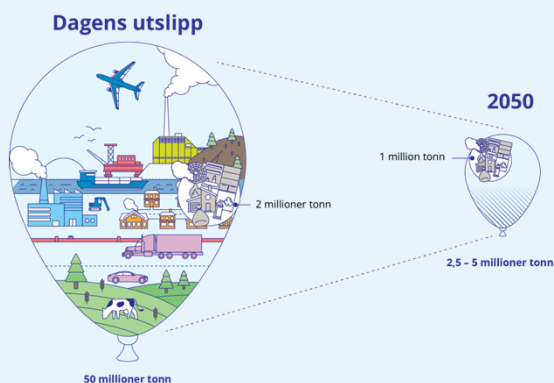 Dagens utslipp
2050
1 million tonn
2 millioner tonn
2,5 – 5 millioner tonn
50 millioner tonn